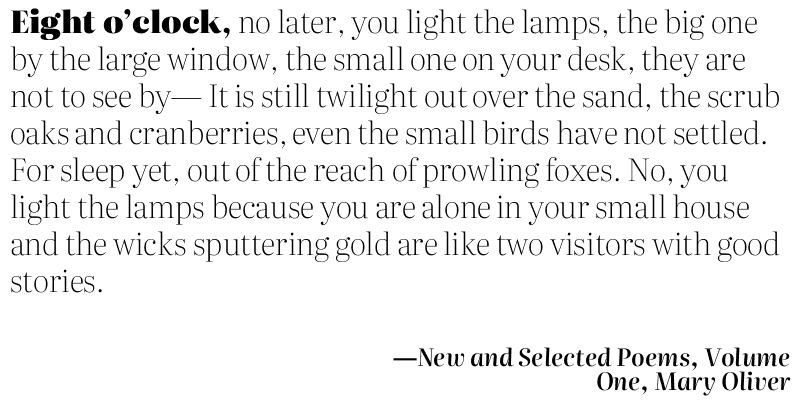 Eight o’clock, no later, you light the lamps, the big one
by the large window, the small one on your desk, they are
not to see by— It is still twilight out over the sand, the scrub
oaks and cranberries, even the small birds have not settled.
For sleep yet, out of the reach of prowling foxes. No, you
light the lamps because you are alone in your small house
and the wicks sputtering gold are like two visitors with good
stories.
—New and Selected Poems, Volume
One, Mary Oliver